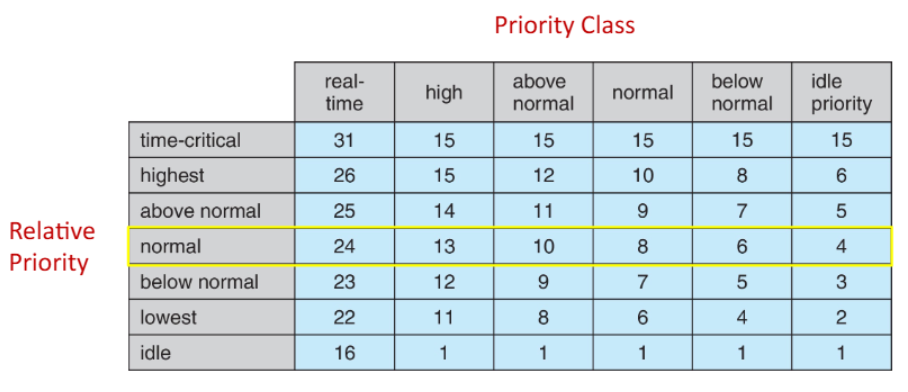 Priority Class
real-time high above normal normal below normal idle priority
time-critical 31 15 15 15 15 15
highest 26 15 12 10 8 6
above normal 25 14 11 9 7 5
Relative Priority
normal 24 13 10 8 6 4
below normal 23 12 9 7 5 3
lowest 22 11 8 6 4 2
idle 16 1 1 1 1 1